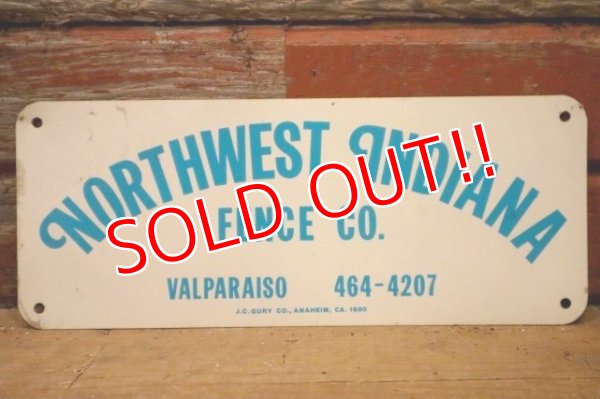 NORTHWEST INDIANA
SOLD OUT!!
FENCE CO.
VALPARAISO 464-4207
J.C. GURY CO., ANAHEIM, CA. 1980